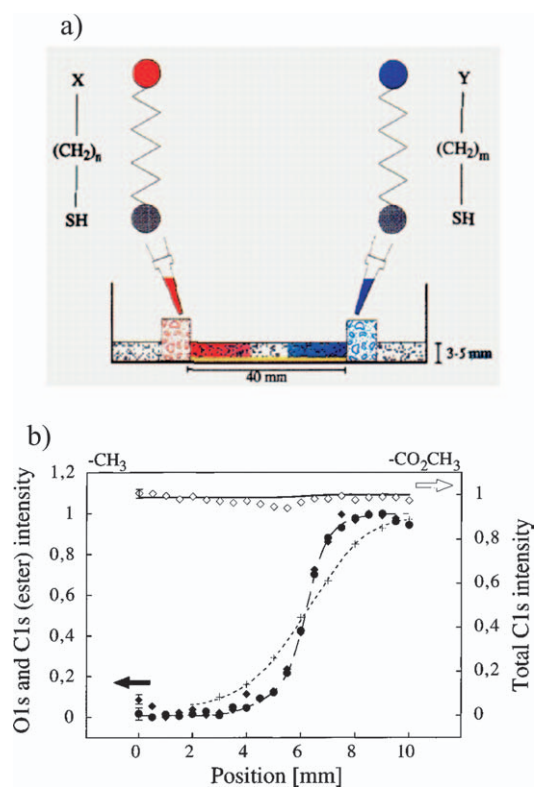 a)
X
(CH2)n
SH
Y
(CH2)m
SH
3-5 mm
40 mm
b)
-CH3
-CO2CH3
1,2
1
0,8
0,6
0,4
0,2
0
1
0,8
0,6
0,4
0,2
0
O1s and C1s (ester) intensity
Total C1s intensity
0 2 4 6 8 10
Position [mm]